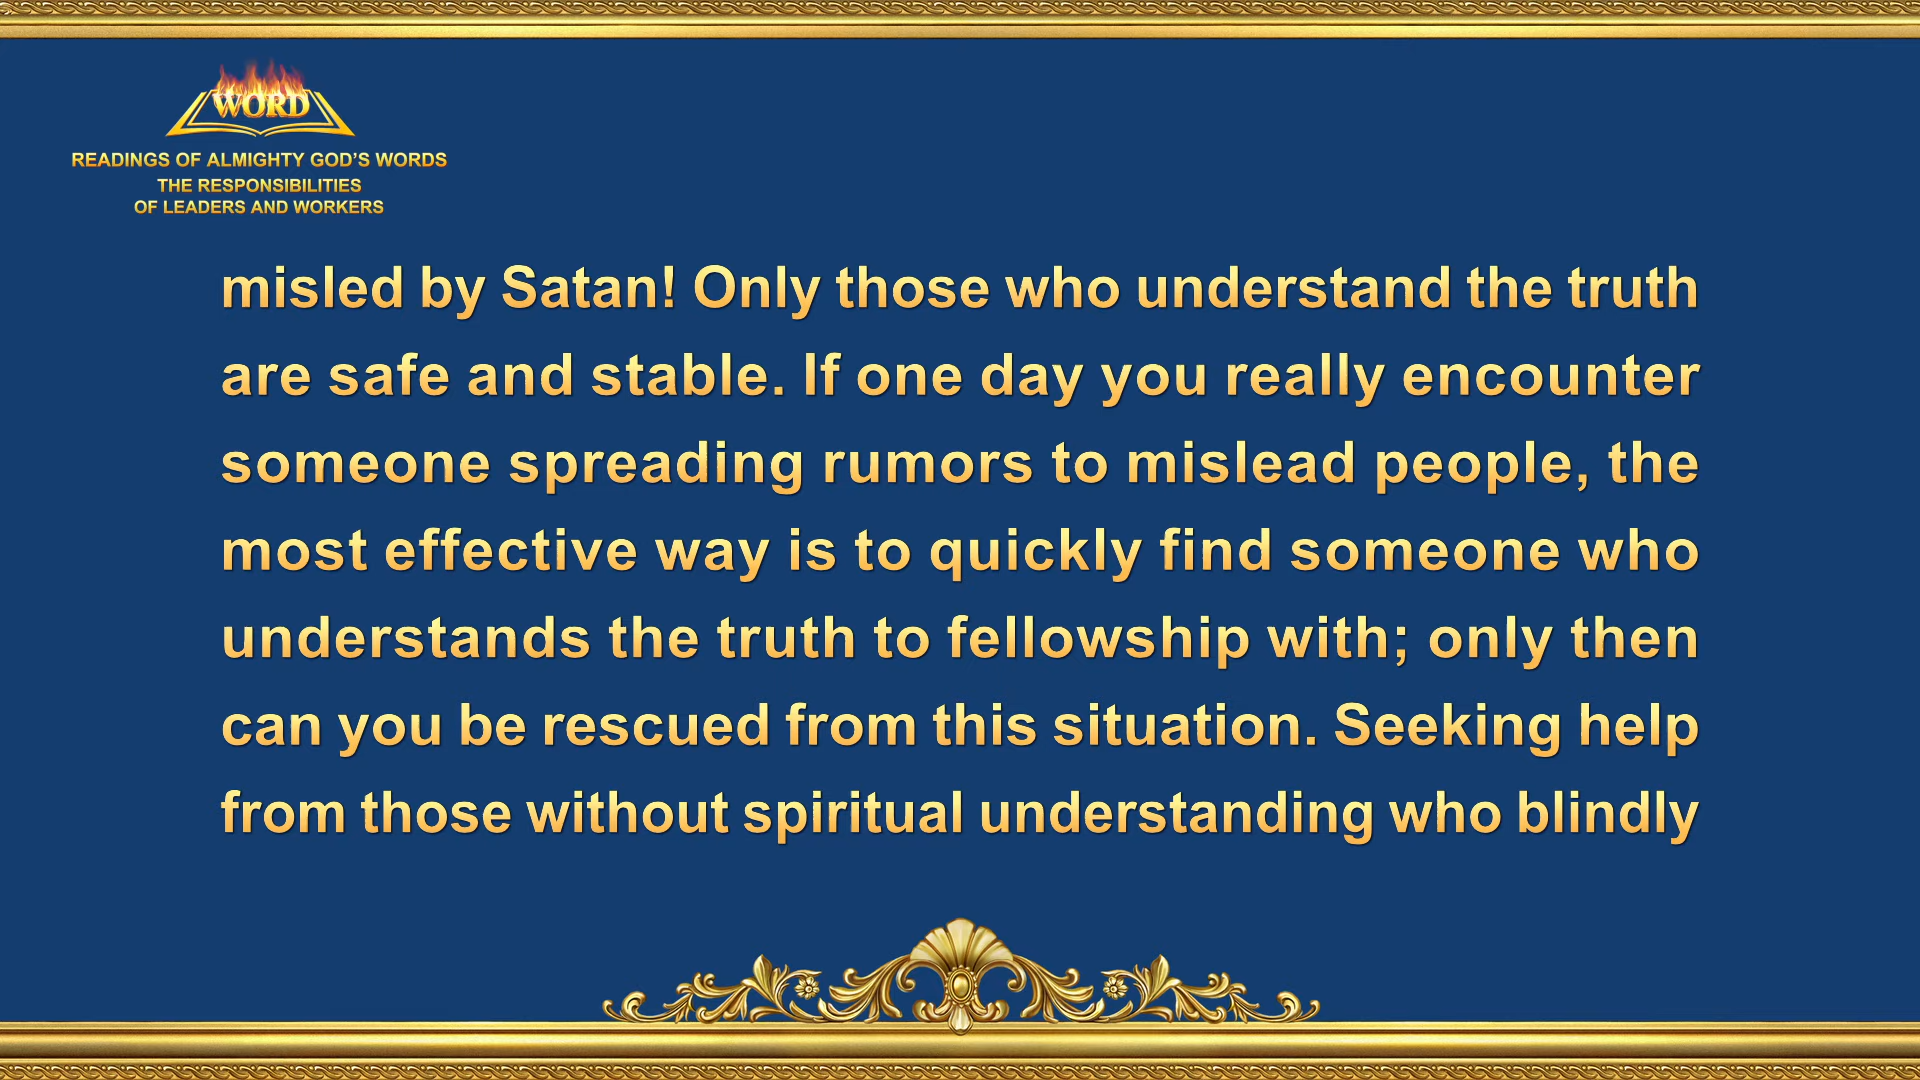 WORD
READINGS OF ALMIGHTY GOD'S WORDS
THE RESPONSIBILITIES
OF LEADERS AND WORKERS
misled by Satan! Only those who understand the truth
are safe and stable. If one day you really encounter
someone spreading rumors to mislead people, the
most effective way is to quickly find someone who
understands the truth to fellowship with; only then
can you be rescued from this situation. Seeking help
from those without spiritual understanding who blindly